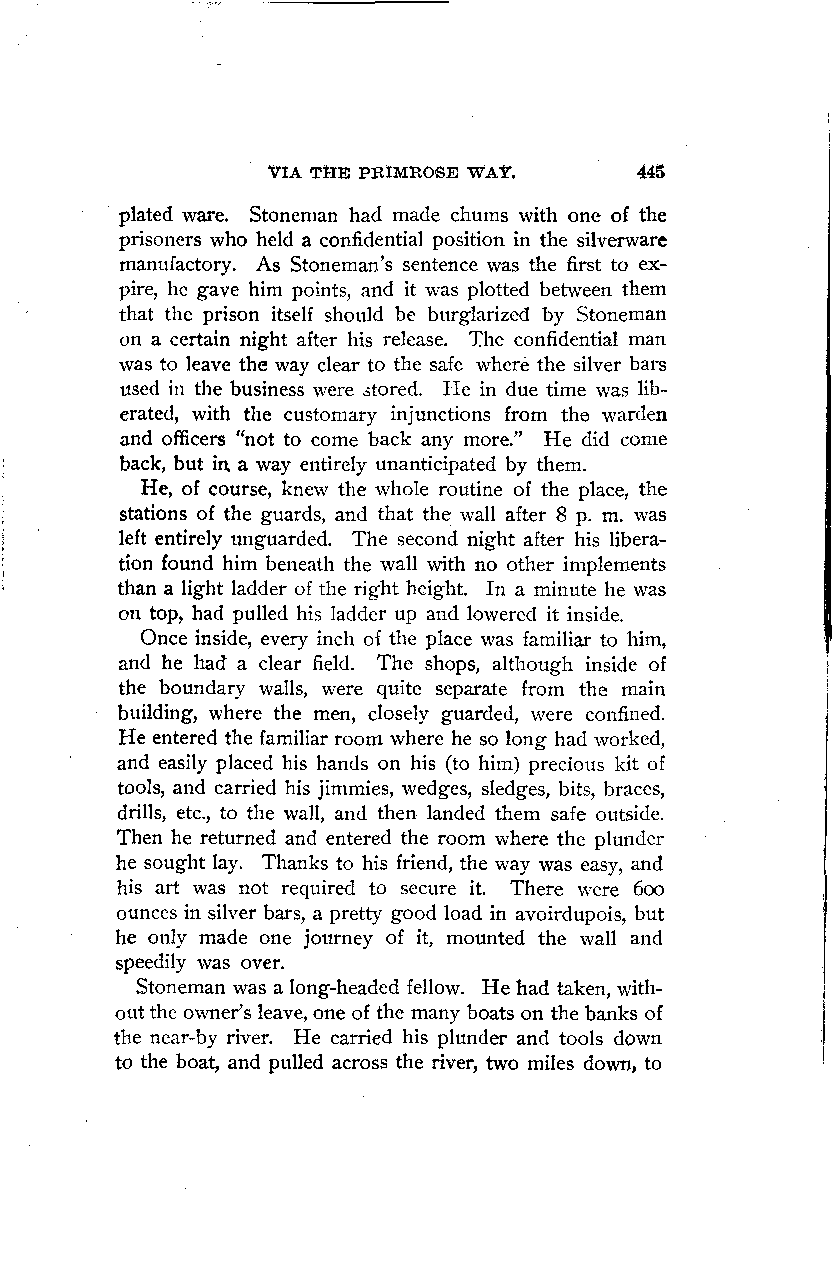 VIA THE PRIMROSE WAY. 445
plated ware. Stoneman had made chums with one of the
prisoners who held a confidential position in the silverware
manufactory. As Stoneman's sentence was the first to ex-
pire, he gave him points, and it was plotted between them
that the prison itself should be burglarized by Stoneman
on a certain night after his release. The confidential man
was to leave the way clear to the safe where the silver bars
used in the business were stored. He in due time was lib-
erated, with the customary injunctions from the warden
and officers "not to come back any more." He did come
back, but in a way entirely unanticipated by them.
He, of course, knew the whole routine of the place, the
stations of the guards, and that the wall after 8 p. m. was
left entirely unguarded. The second night after his libera-
tion found him beneath the wall with no other implements
than a light ladder of the right height. In a minute he was
on top, had pulled his ladder up and lowered it inside.
Once inside, every inch of the place was familiar to him,
and he had a clear field. The shops, although inside of
the boundary walls, were quite separate from the main
building, where the men, closely guarded, were confined.
He entered the familiar room where he so long had worked,
and easily placed his hands on his (to him) precious kit of
tools, and carried his jimmies, wedges, sledges, bits, braces,
drills, etc., to the wall, and then landed them safe outside.
Then he returned and entered the room where the plunder
he sought lay. Thanks to his friend, the way was easy, and
his art was not required to secure it. There were 600
ounces in silver bars, a pretty good load in avoirdupois, but
he only made one journey of it, mounted the wall and
speedily was over.
Stoneman was a long-headed fellow. He had taken, with-
out the owner's leave, one of the many boats on the banks of
the near-by river. He carried his plunder and tools down
to the boat, and pulled across the river, two miles down, to